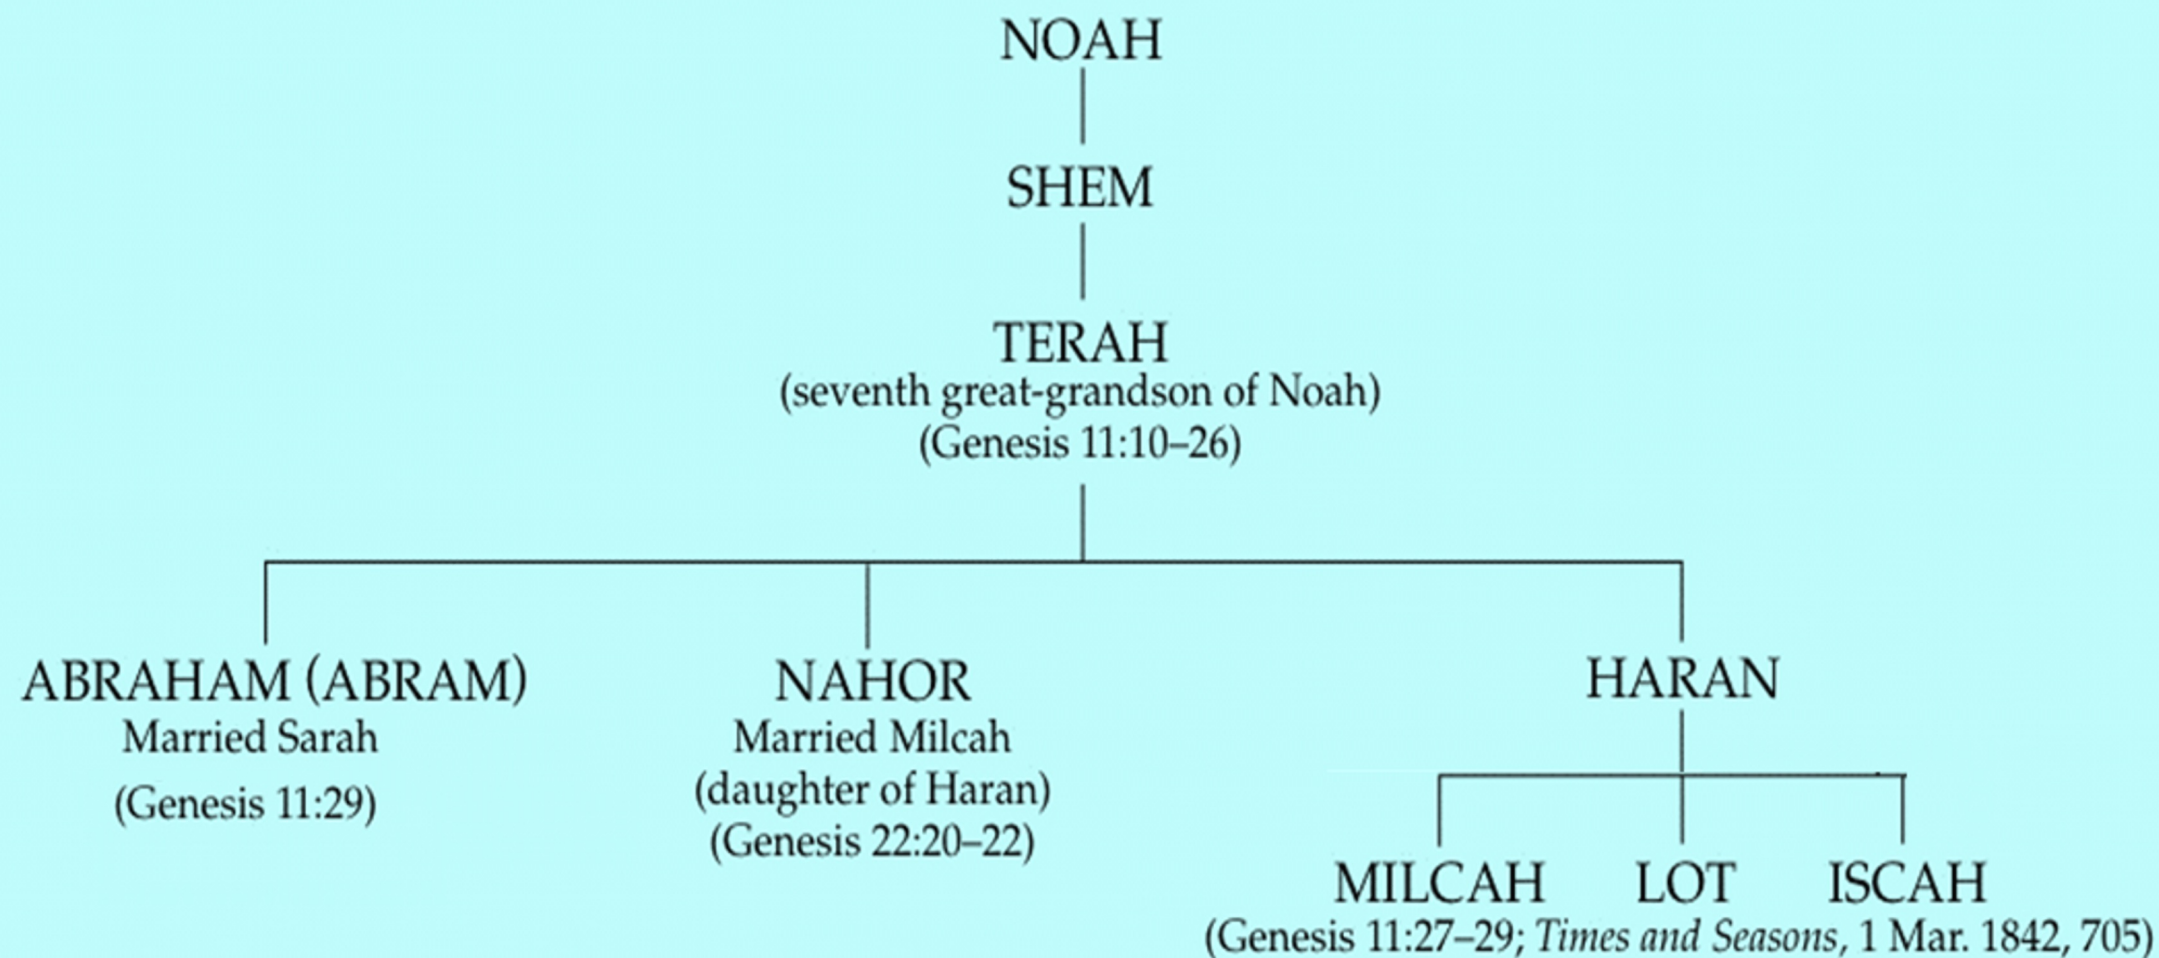 NOAH
SHEM
TERAH
(seventh great-grandson of Noah)
(Genesis 11:10–26)
ABRAHAM (ABRAM)
Married Sarah
(Genesis 11:29)
NAHOR
Married Milcah
(daughter of Haran)
(Genesis 22:20–22)
HARAN
MILCAH LOT ISCAH
(Genesis 11:27–29; Times and Seasons, 1 Mar. 1842, 705)